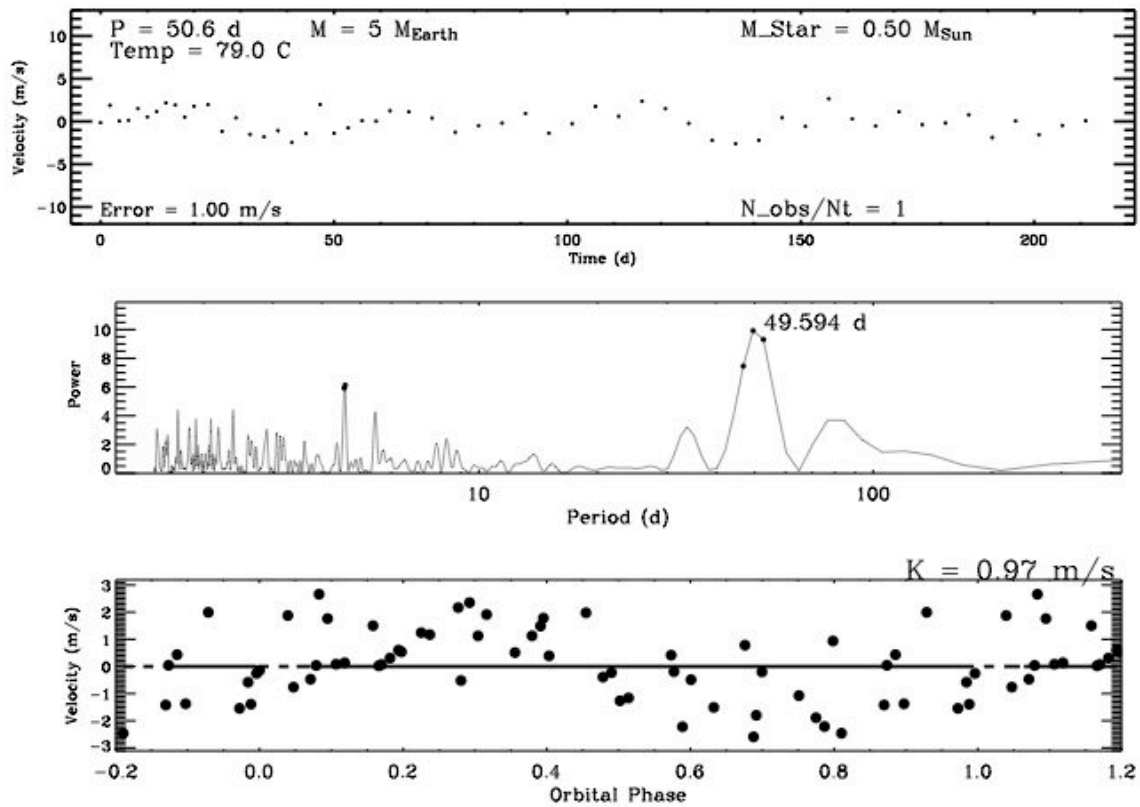 P = 50.6 d M = 5 M_Earth M_Star = 0.50 M_Sun
Temp = 79.0 C
10
5
0
-5
-10
Velocity (m/s)
Error = 1.00 m/s N_obs/Nt = 1
0 50 100 150 200
Time (d)
49.594 d
10
8
6
4
2
0
Power
10 100
Period (d)
K = 0.97 m/s
3
2
1
0
-1
-2
-3
Velocity (m/s)
-0.2 0.0 0.2 0.4 0.6 0.8 1.0 1.2
Orbital Phase